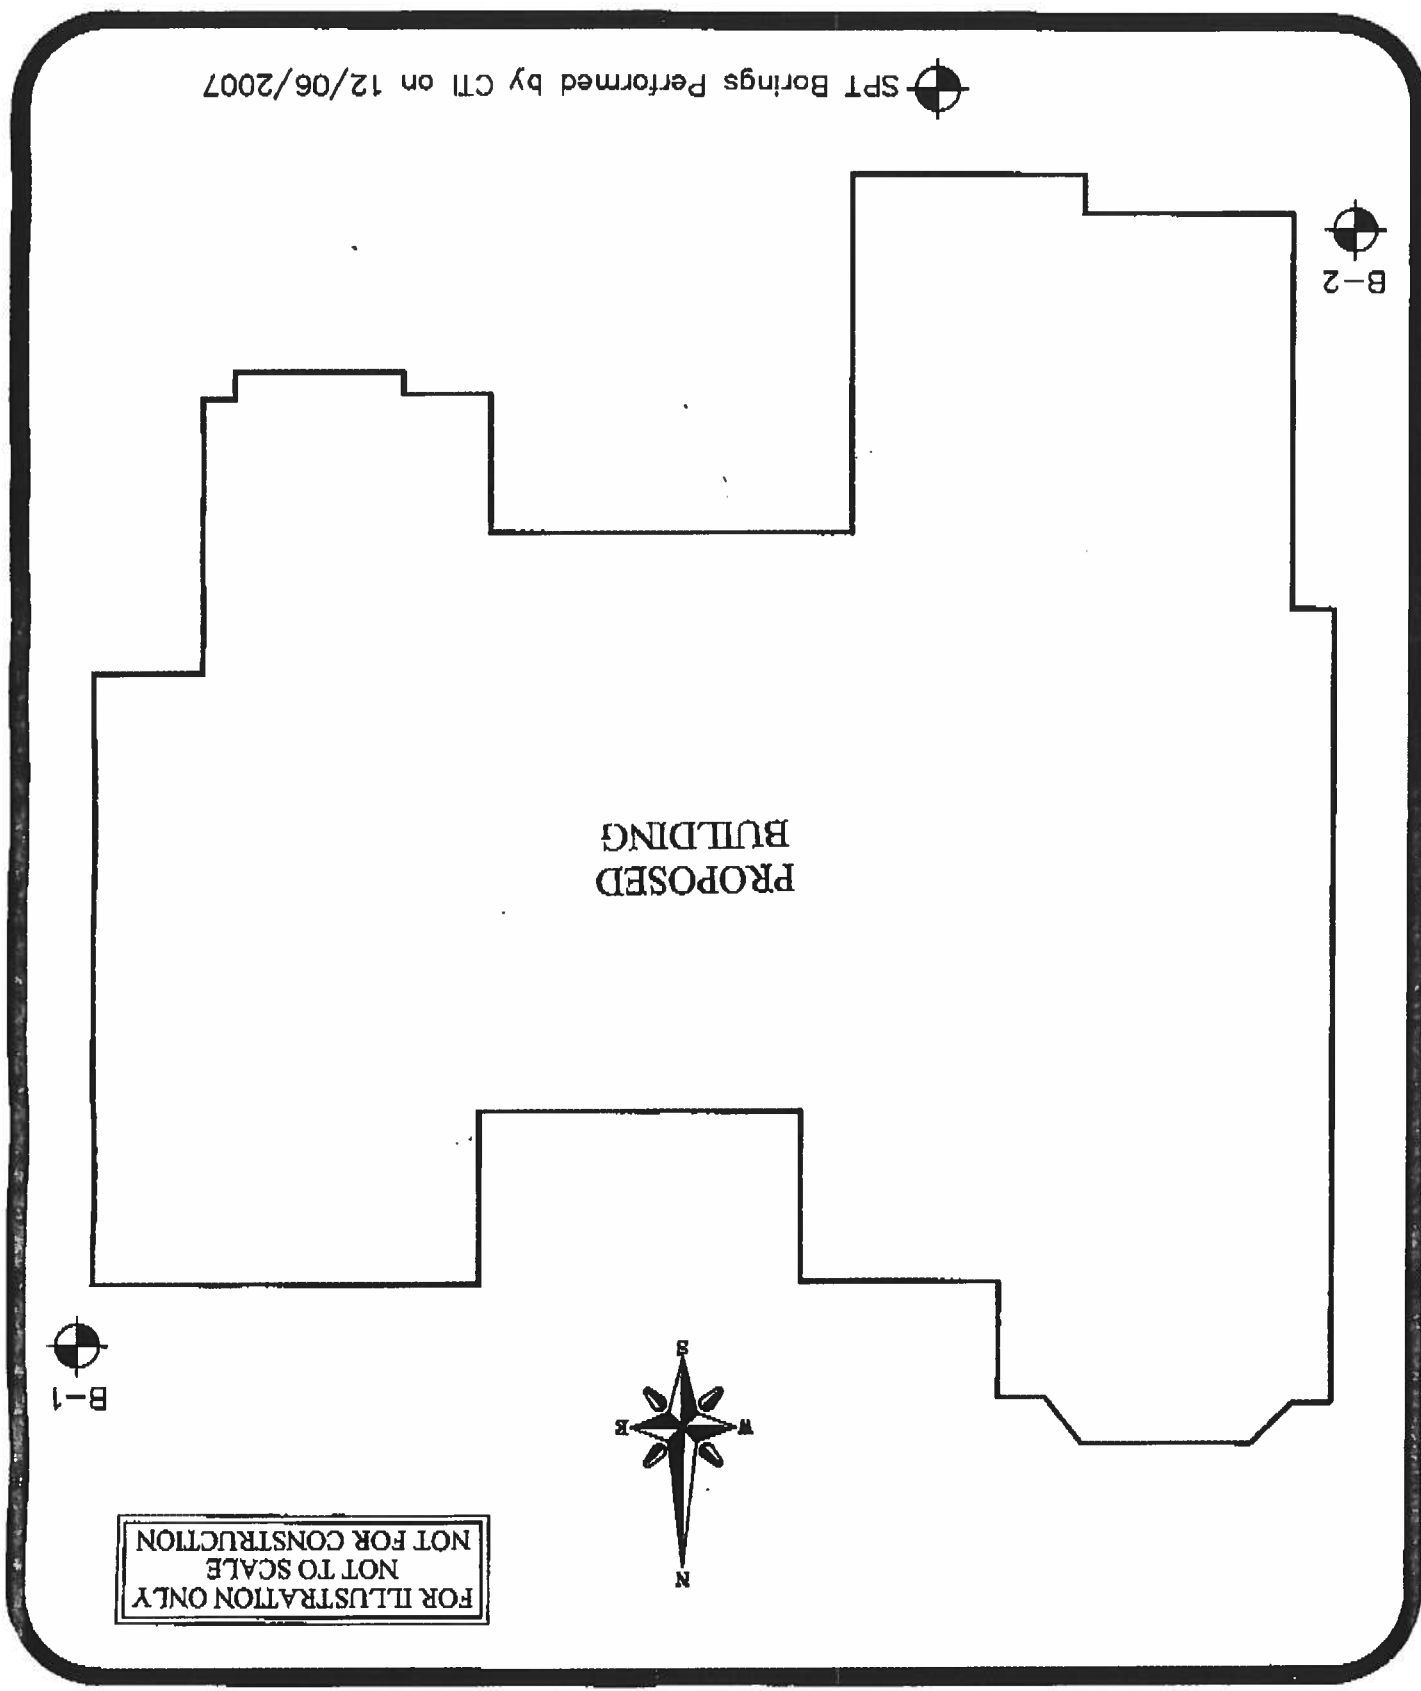 FOR ILLUSTRATION ONLY
NOT TO SCALE
NOT FOR CONSTRUCTION
N
W
E
S
B-1
PROPOSED
BUILDING
B-2
SPT Borings Performed by CTI on 12/06/2007